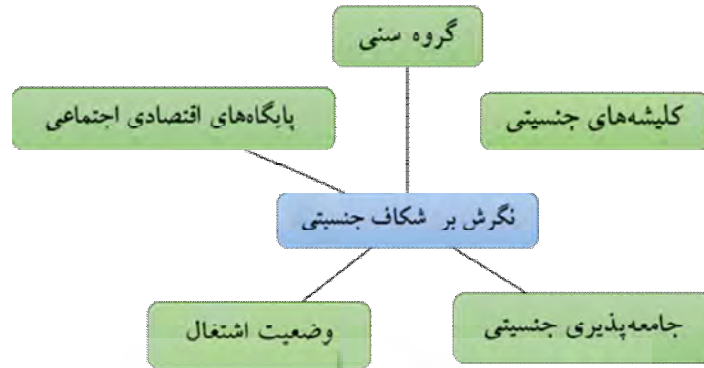 گروه سنی
کلیشه‌های جنسیتی
پایگاه‌های اقتصادی اجتماعی
نگرش بر شکاف جنسیتی
جامعه‌پذیری جنسیتی
وضعیت اشتغال